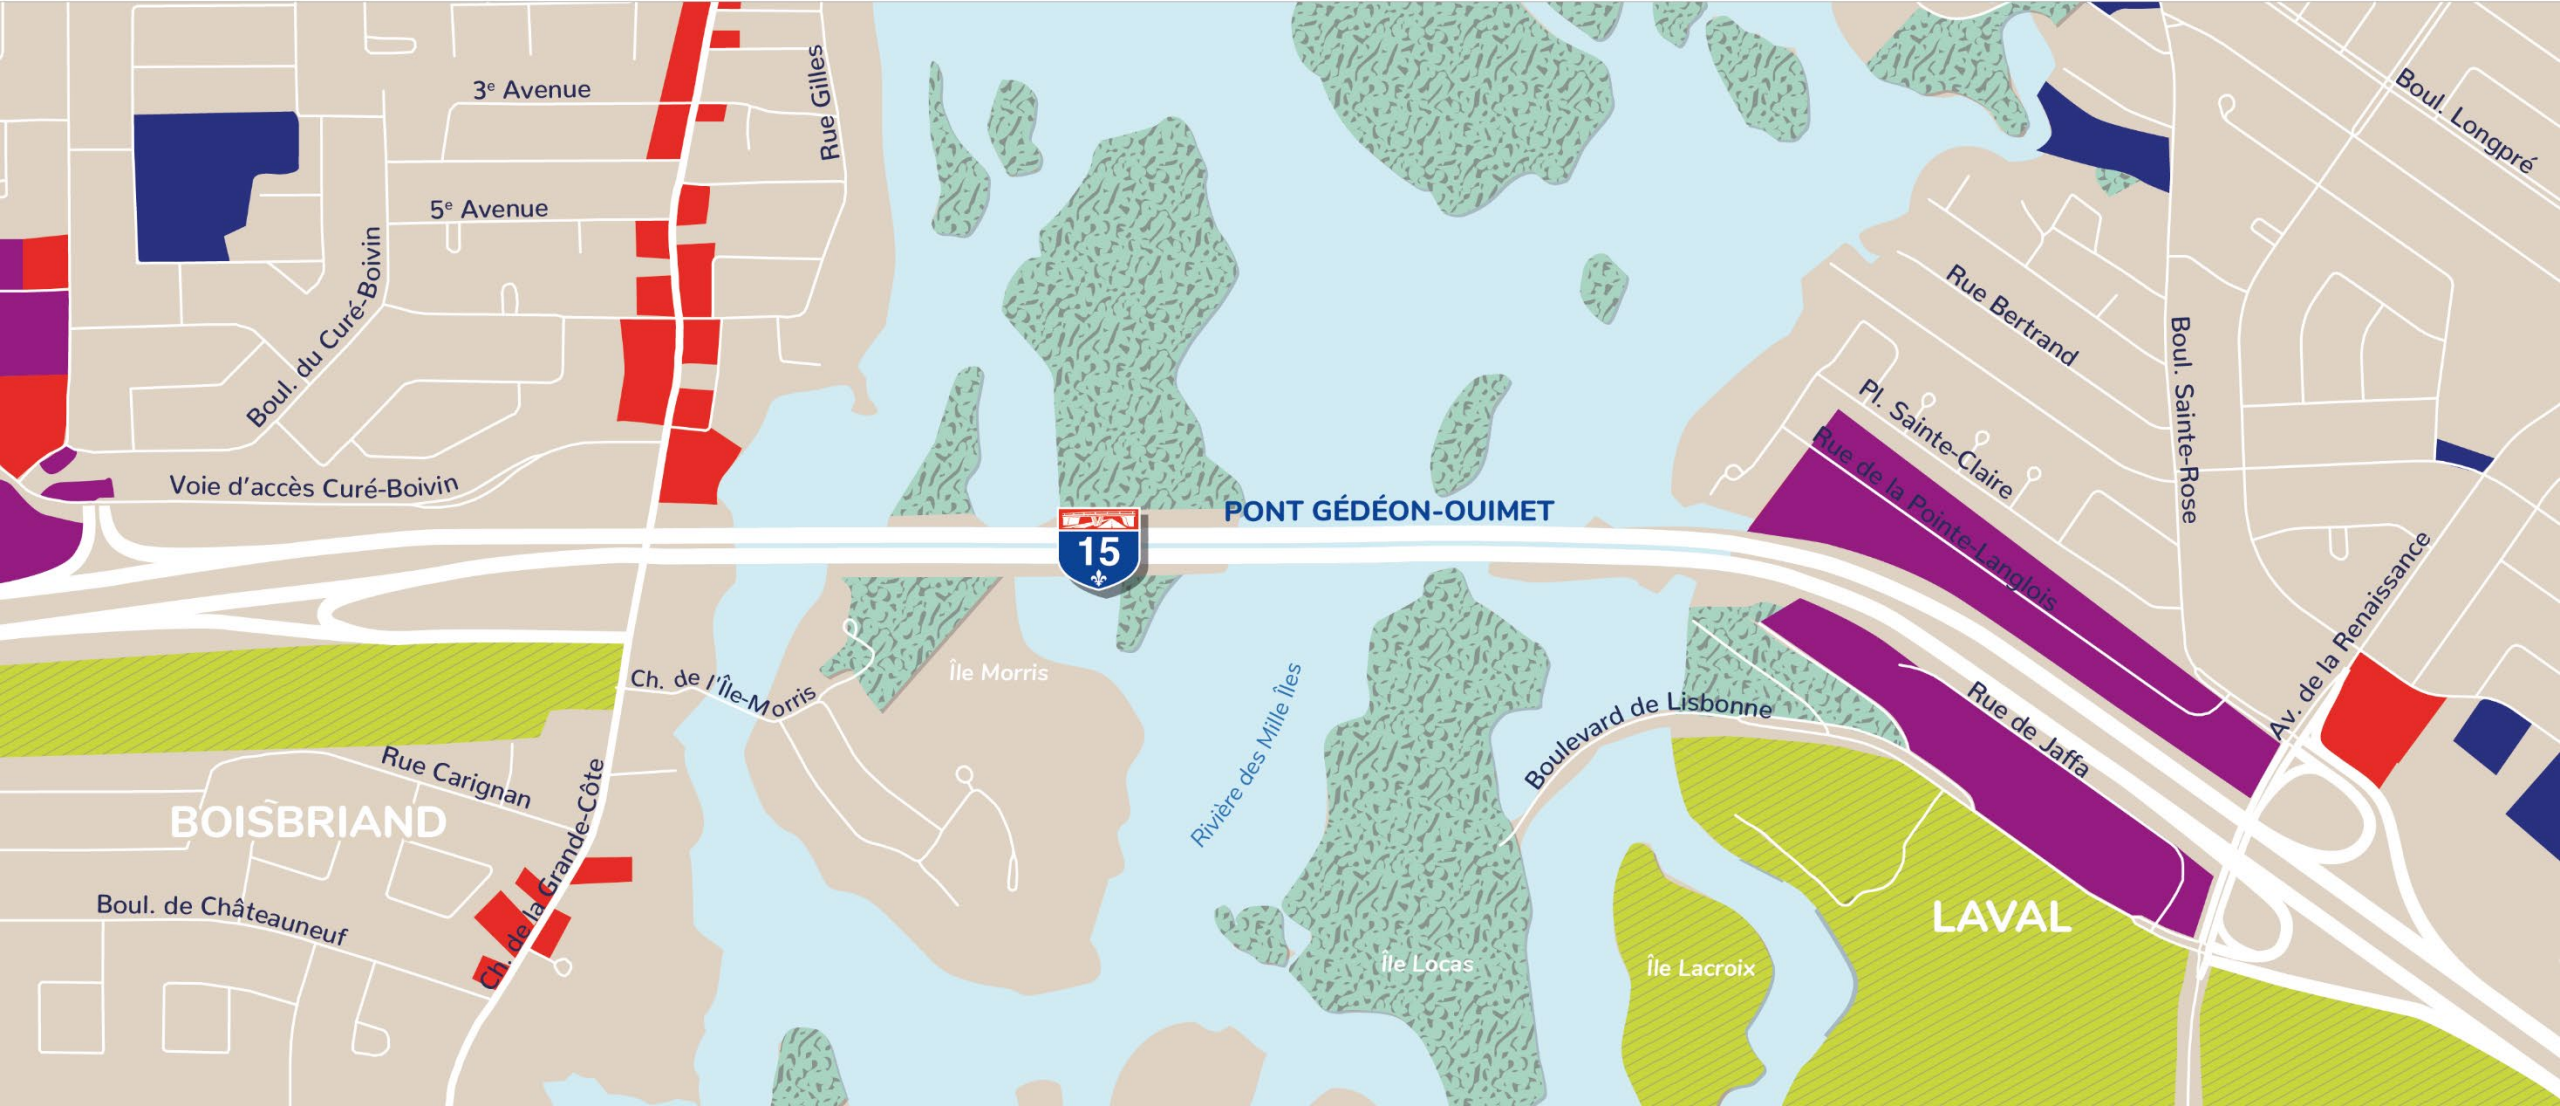 3e Avenue
Rue Gilles
5e Avenue
Boul. du Curé-Boivin
Voie d'accès Curé-Boivin
PONT GÉDÉON-OUIMET
15
Boul. Longpré
Rue Bertrand
Boul. Sainte-Rose
Pl. Sainte-Claire
Rue de la Pointe-Langlois
Av. de la Renaissance
Ch. de l'Île-Morris
Île Morris
Rivière des Mille Îles
Boulevard de Lisbonne
Rue de Jaffa
Rue Carignan
BOISBRIAND
Ch. de la Grande-Côte
Boul. de Châteauneuf
Île Locas
Île Lacroix
LAVAL